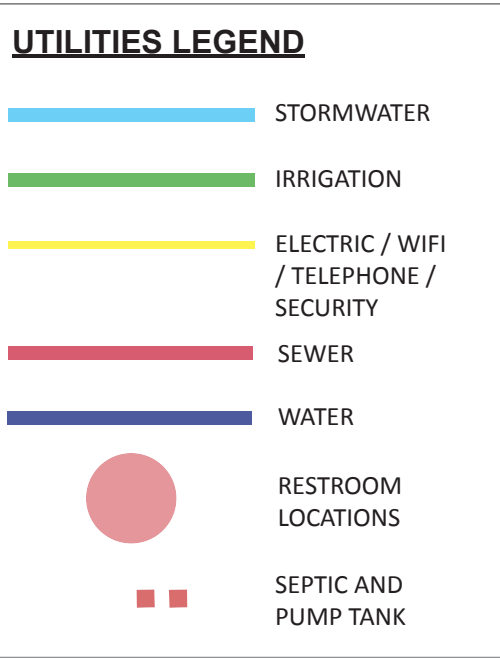 UTILITIES LEGEND
STORMWATER
IRRIGATION
ELECTRIC / WIFI
/ TELEPHONE /
SECURITY
SEWER
WATER
RESTROOM
LOCATIONS
SEPTIC AND
PUMP TANK